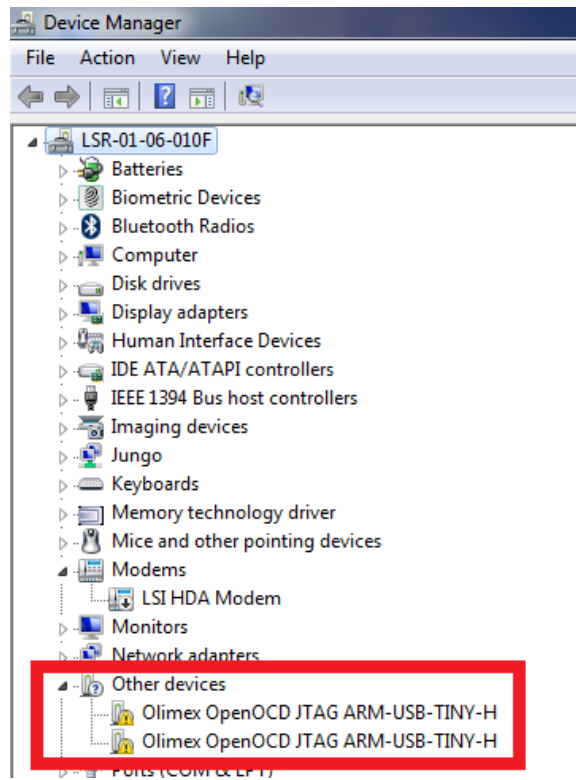 Device Manager
File Action View Help
LSR-01-06-010F
Batteries
Biometric Devices
Bluetooth Radios
Computer
Disk drives
Display adapters
Human Interface Devices
IDE ATA/ATAPI controllers
IEEE 1394 Bus host controllers
Imaging devices
Jungo
Keyboards
Memory technology driver
Mice and other pointing devices
Modems
LSI HDA Modem
Monitors
Network adapters
Other devices
Olimex OpenOCD JTAG ARM-USB-TINY-H
Olimex OpenOCD JTAG ARM-USB-TINY-H
Ports (COM & LPT)